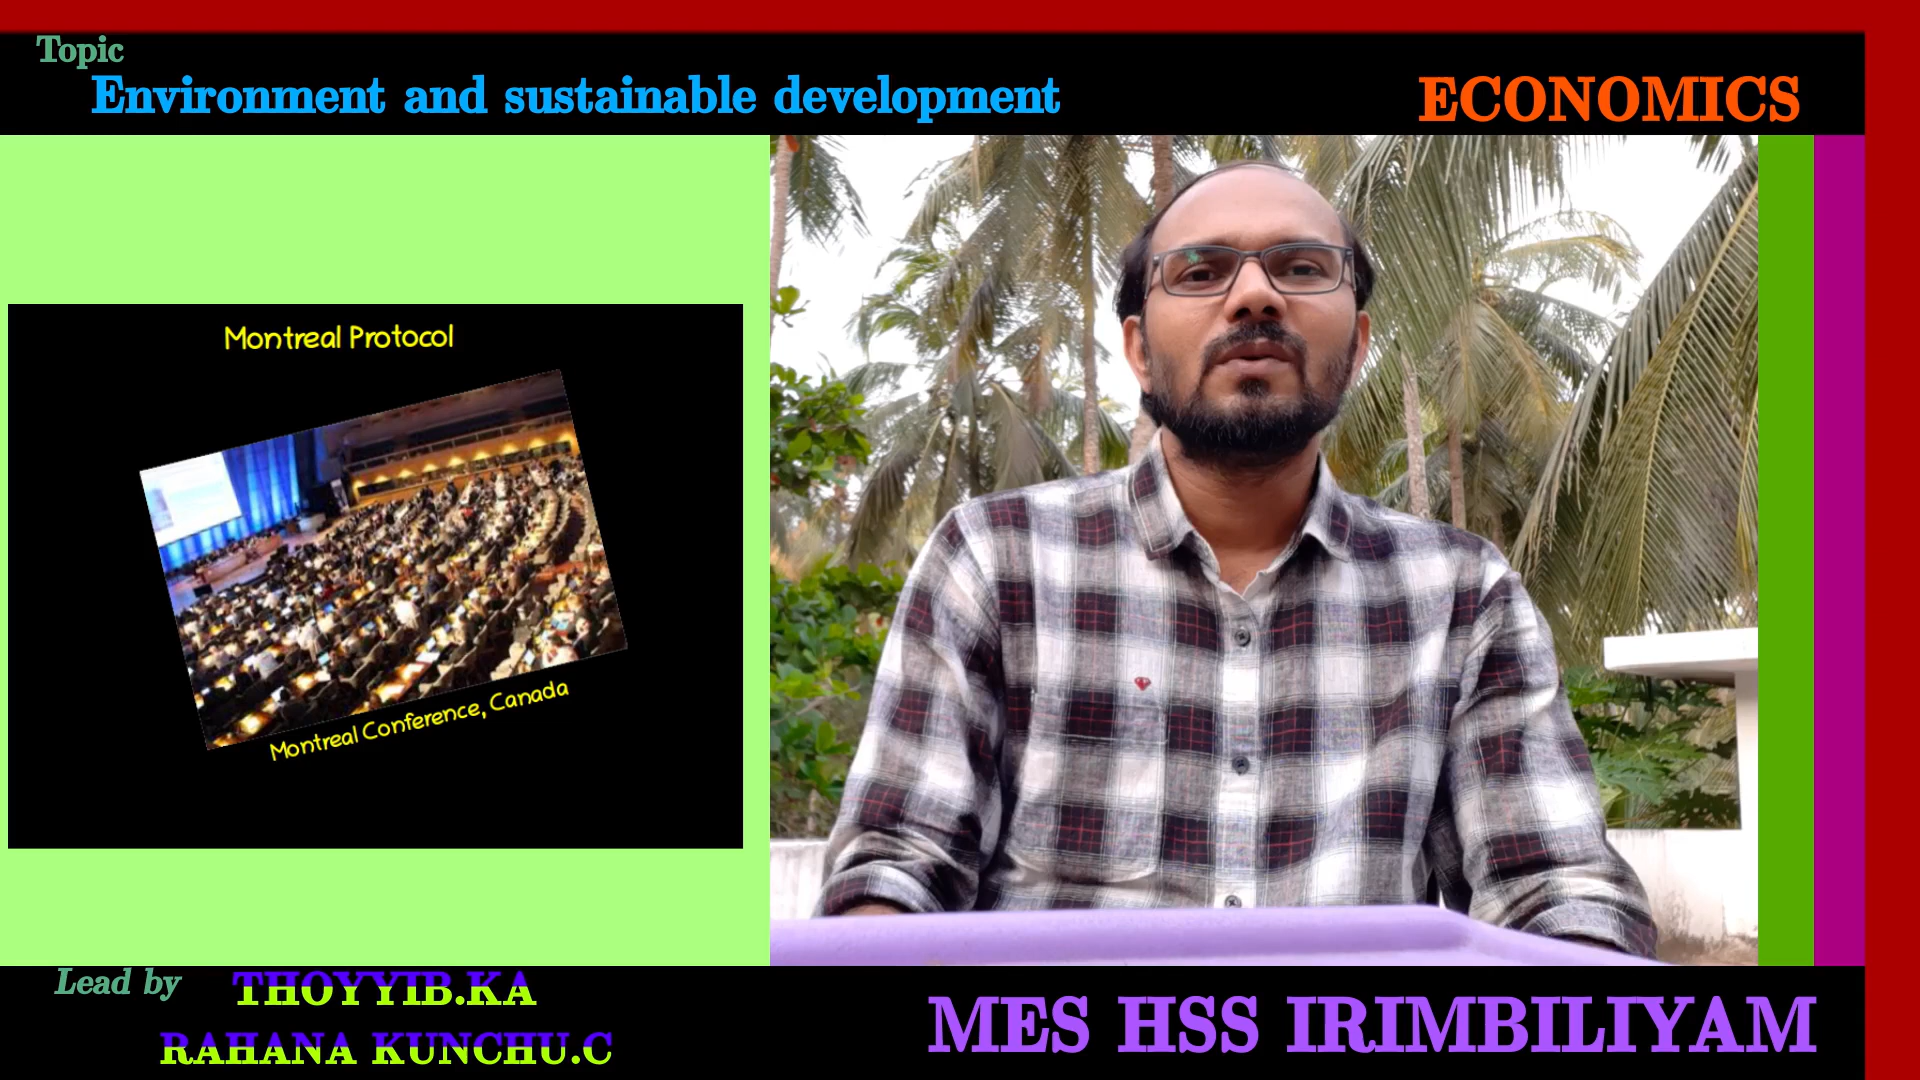 Topic
Environment and sustainable development
ECONOMICS
Montreal Protocol
Montreal Conference, Canada
Lead by
THOYYIB.KA
RAHANA KUNCHU.C
MES HSS IRIMBILIYAM